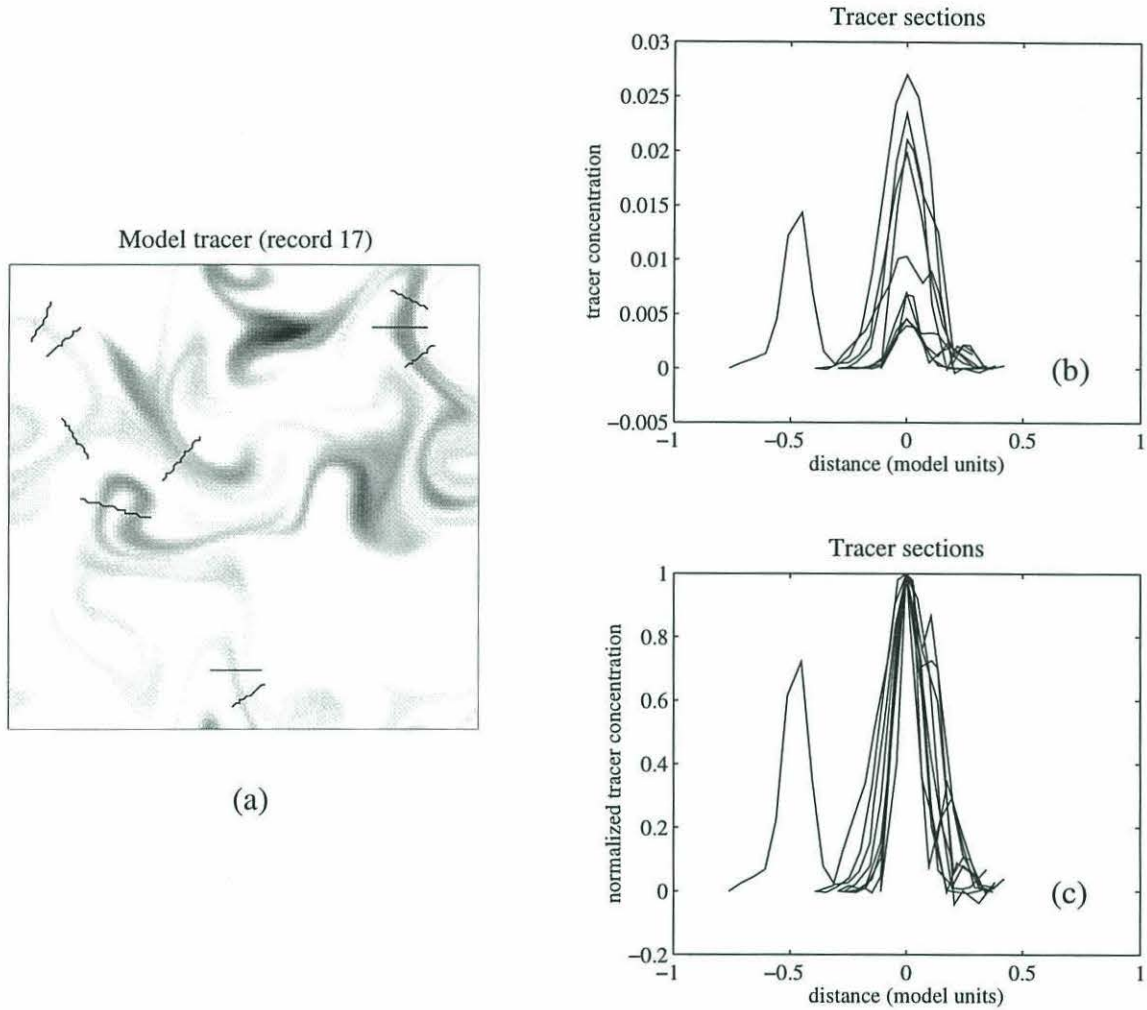 Model tracer (record 17)
(a)
Tracer sections
0.03
0.025
0.02
0.015
0.01
0.005
0
−0.005
tracer concentration
−1
−0.5
0
0.5
1
distance (model units)
(b)
Tracer sections
1
0.8
0.6
0.4
0.2
0
−0.2
normalized tracer concentration
−1
−0.5
0
0.5
1
distance (model units)
(c)